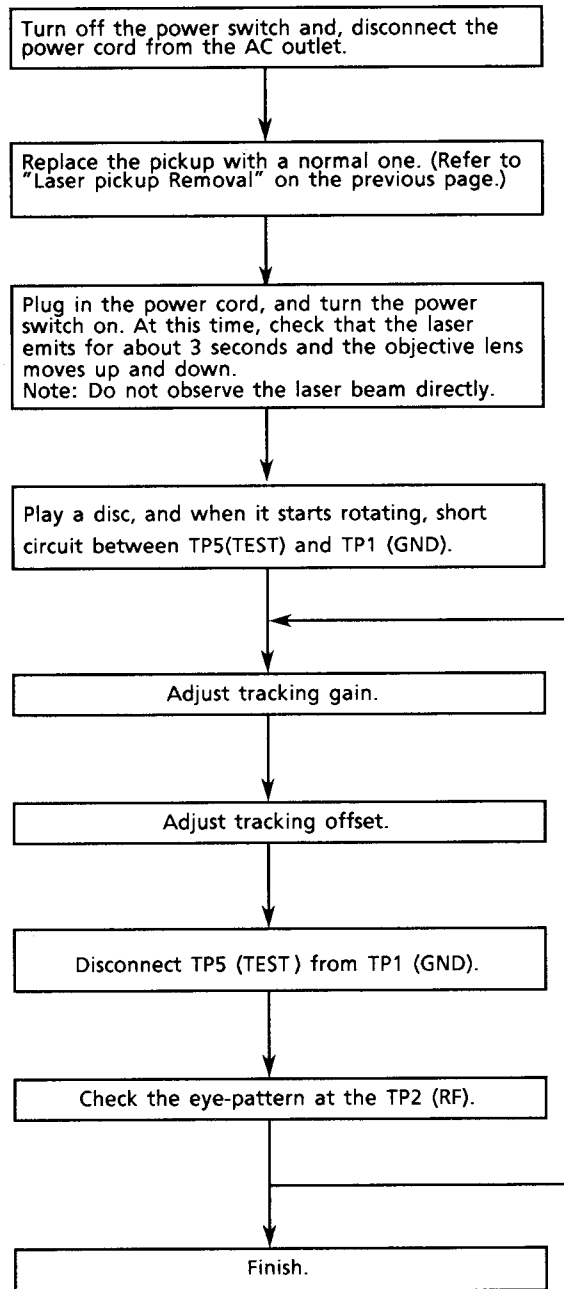 Turn off the power switch and, disconnect the
power cord from the AC outlet.
Replace the pickup with a normal one. (Refer to
"Laser pickup Removal" on the previous page.)
Plug in the power cord, and turn the power
switch on. At this time, check that the laser
emits for about 3 seconds and the objective lens
moves up and down.
Note: Do not observe the laser beam directly.
Play a disc, and when it starts rotating, short
circuit between TP5(TEST) and TP1 (GND).
Adjust tracking gain.
Adjust tracking offset.
Disconnect TP5 (TEST) from TP1 (GND).
Check the eye-pattern at the TP2 (RF).
Finish.